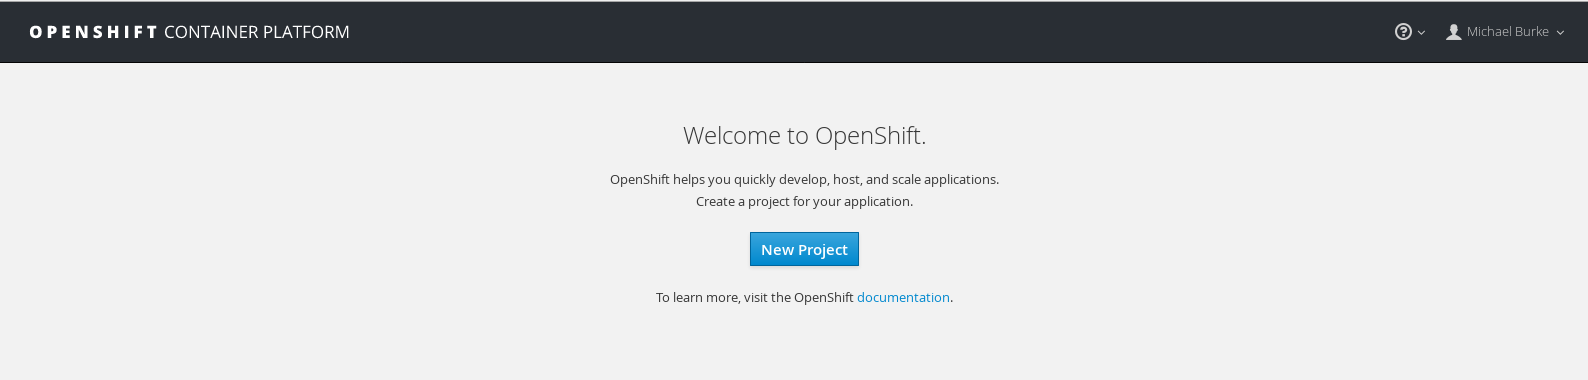 OPENSHIFT CONTAINER PLATFORM
Michael Burke
Welcome to OpenShift.
OpenShift helps you quickly develop, host, and scale applications.
Create a project for your application.
New Project
To learn more, visit the OpenShift documentation.